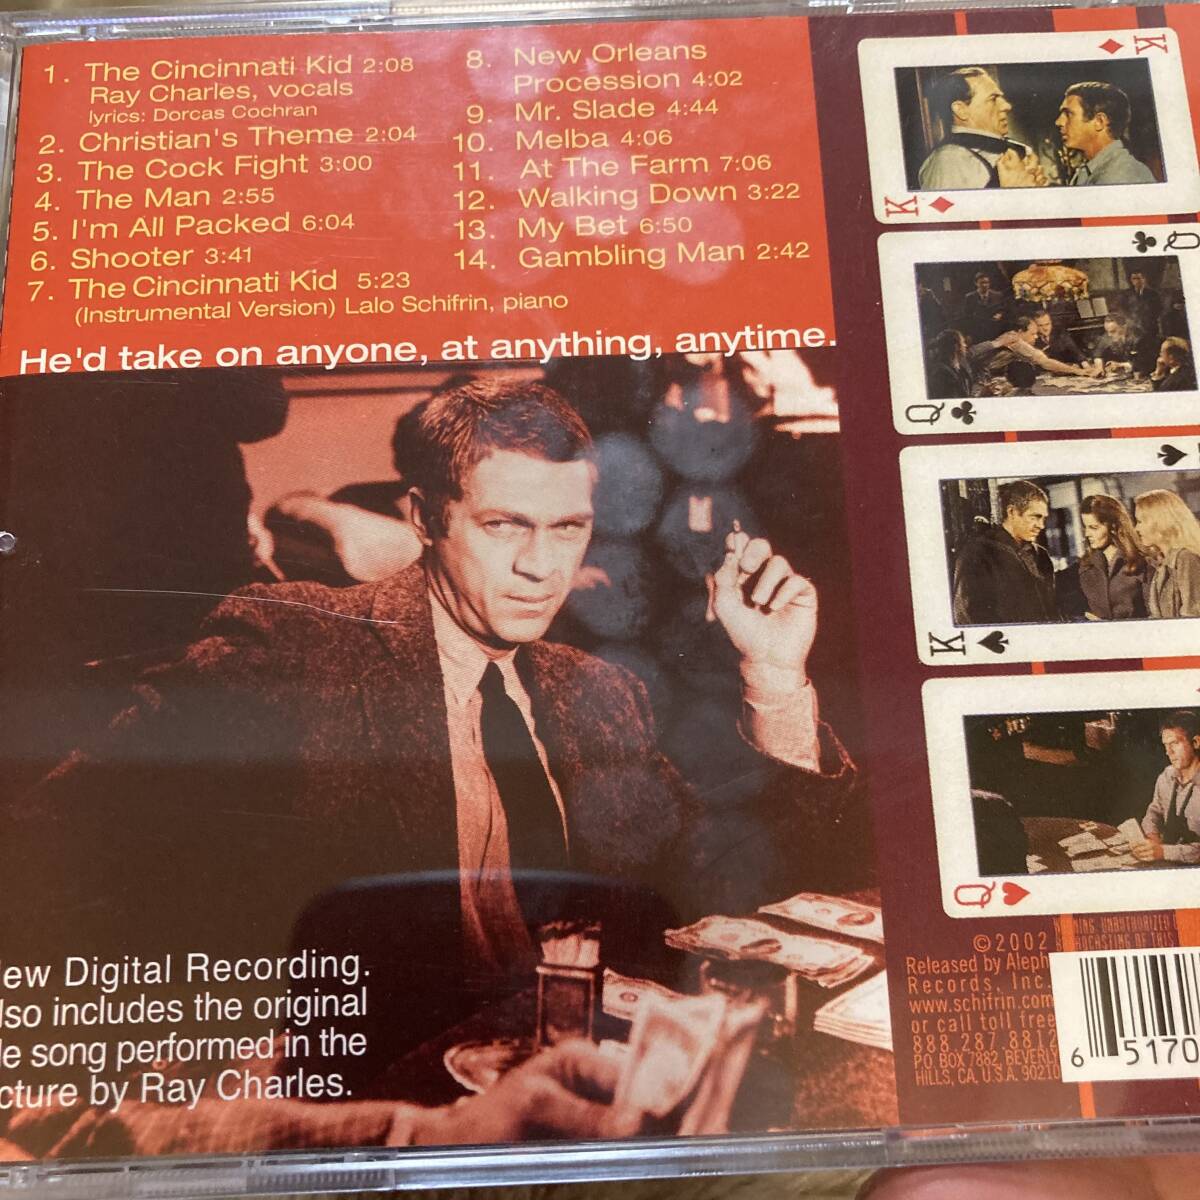 1. The Cincinnati Kid 2:08
Ray Charles, vocals
lyrics: Dorcas Cochran
2. Christian's Theme 2:04
3. The Cock Fight 3:00
4. The Man 2:55
5. I'm All Packed 6:04
6. Shooter 3:41
7. The Cincinnati Kid 5:23
(Instrumental Version) Lalo Schifrin, piano
8. New Orleans
Procession 4:02
9. Mr. Slade 4:44
10. Melba 4:06
11. At The Farm 7:06
12. Walking Down 3:22
13. My Bet 6:50
14. Gambling Man 2:42
He'd take on anyone, at anything, anytime.
K
K
Q
Q
K
Q
Digital Recording.
includes the original
song performed in the
by Ray Charles.
©2002
Released by Aleph
Records, Inc.
www.schifrin.com
or call toll free
888.287.8812
P.O. BOX 7882, BEVERLY
HILLS, CA, U.S.A. 90210
UNAUTHORIZED
OF THIS
6 5170